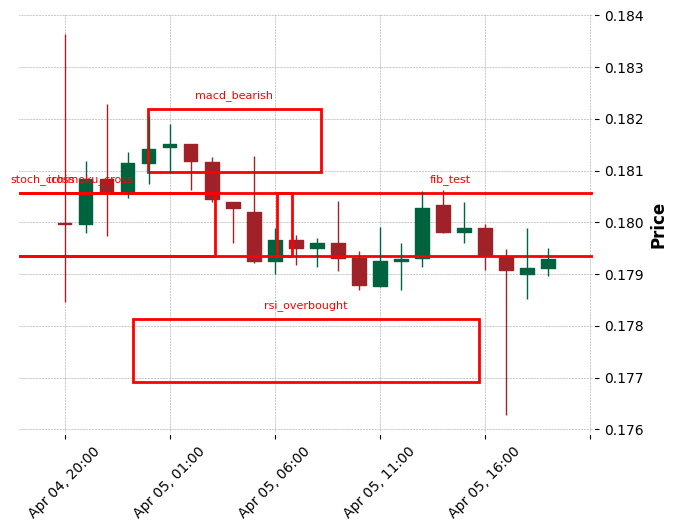 0.184
0.183
macd_bearish
0.182
0.181
stoch_cross
ichimoku_cross
fib_test
0.180
Price
0.179
rsi_overbought
0.178
0.177
0.176
Apr 04, 20:00
Apr 05, 01:00
Apr 05, 06:00
Apr 05, 11:00
Apr 05, 16:00